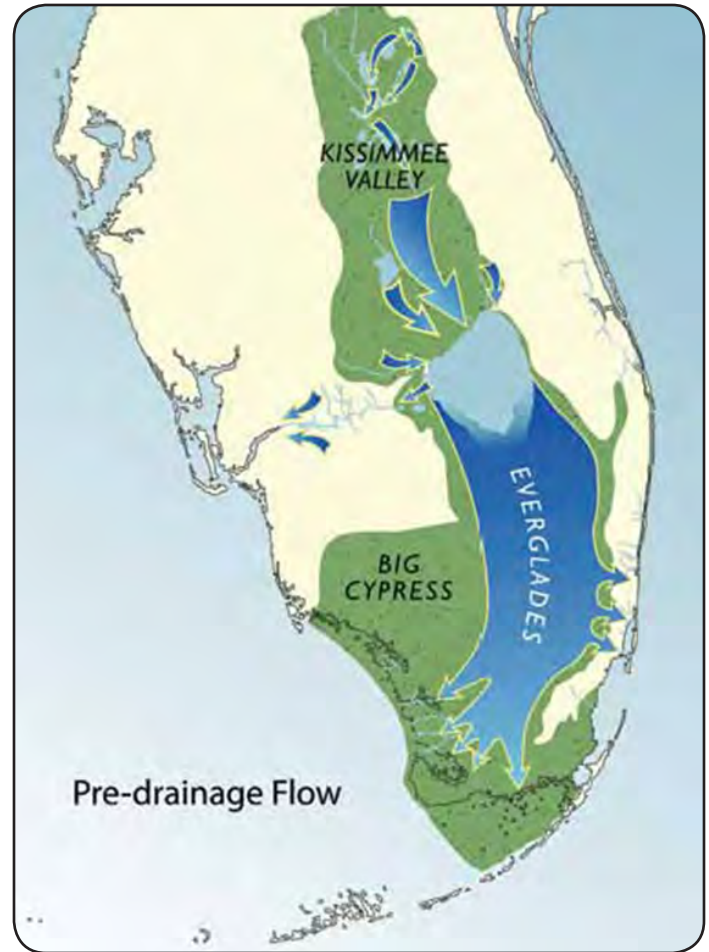 KISSIMMEE
VALLEY
EVERGLADES
BIG
CYPRESS
Pre-drainage Flow